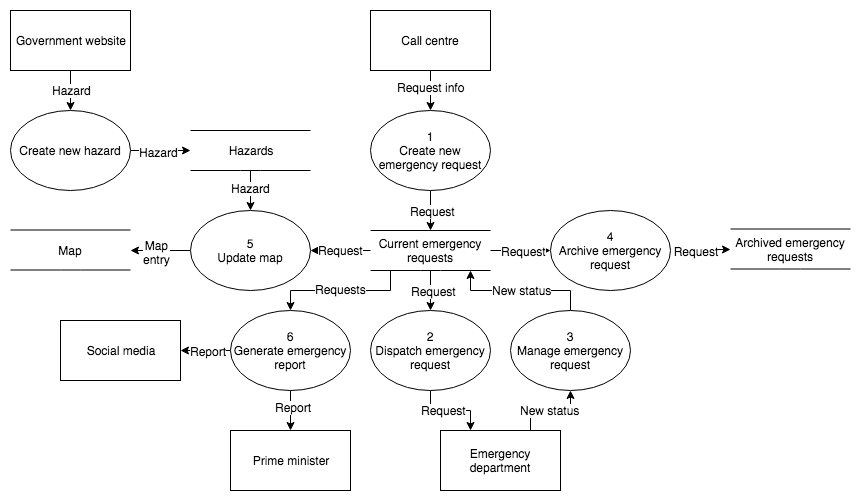 Government website
Call centre
Hazard
Request info
Create new hazard
Hazard
Hazards
1
Create new
emergency request
Hazard
Request
Map
Map
entry
5
Update map
Request
Current emergency
requests
Request
4
Archive emergency
request
Request
Archived emergency
requests
Requests
Request
New status
Social media
Report
6
Generate emergency
report
2
Dispatch emergency
request
3
Manage emergency
request
Report
Request
New status
Prime minister
Emergency
department